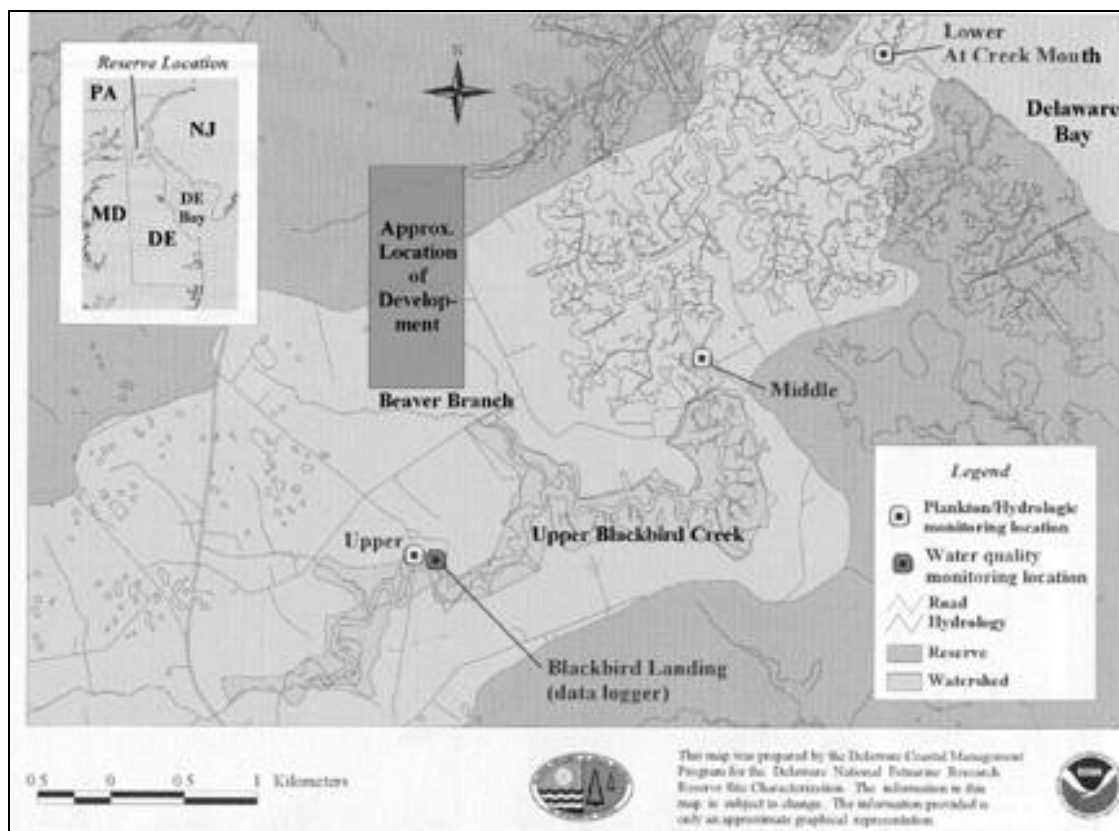 Reserve Location
PA
NJ
MD
DE
Bay
DE
N
Lower
At Creek Mouth
Delaware
Bay
Approx.
Location
of
Develop-
ment
Beaver Branch
Middle
Upper
Upper Blackbird Creek
Blackbird Landing
(data logger)
Legend
Plankton/Hydrologic
monitoring location
Water quality
monitoring location
Road
Hydrology
Reserve
Watershed
0.5 0 0.5 1 Kilometers
This map was prepared by the Delaware Coastal Management
Program for the Delaware National Estuarine Research
Reserve Site Characterization. The information in this
map is subject to change. The information provided is
only an approximate graphical representation